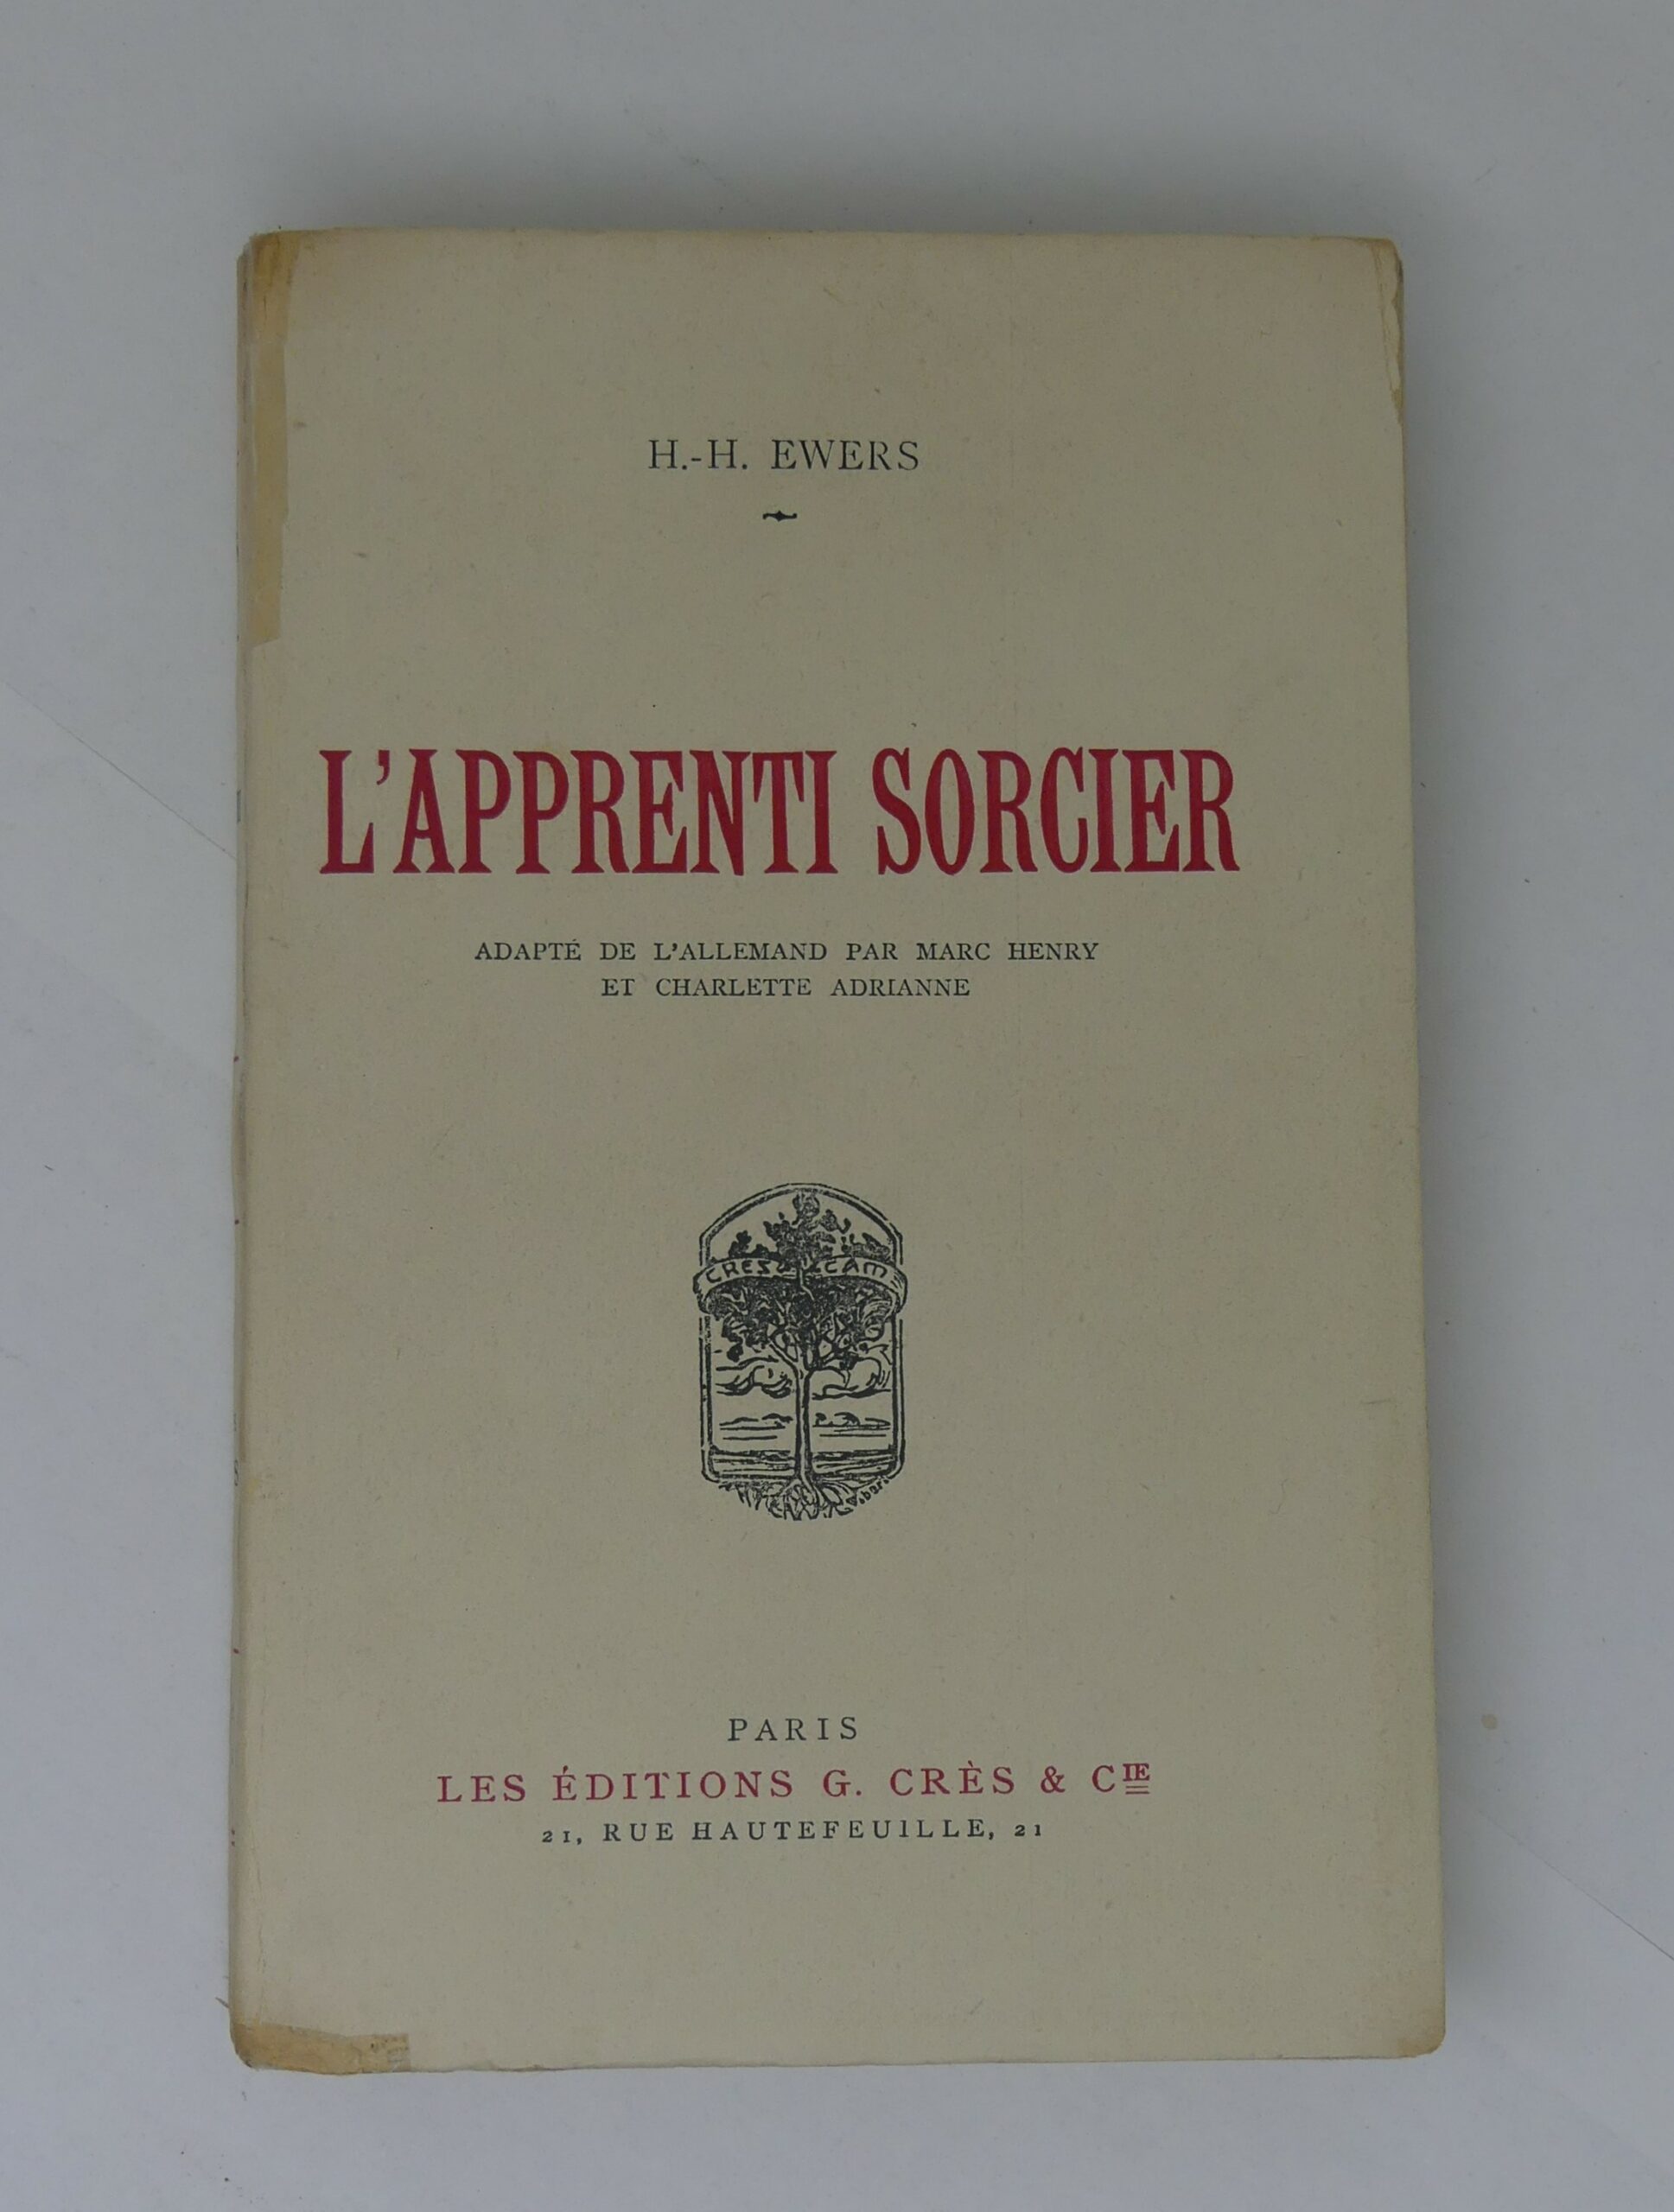 H.-H. EWERS
L'APPRENTI SORCIER
ADAPTÉ DE L'ALLEMAND PAR MARC HENRY
ET CHARLETTE ADRIANNE
CRESCAM
PARIS
LES ÉDITIONS G. CRÈS & CIE
21, RUE HAUTEFEUILLE, 21